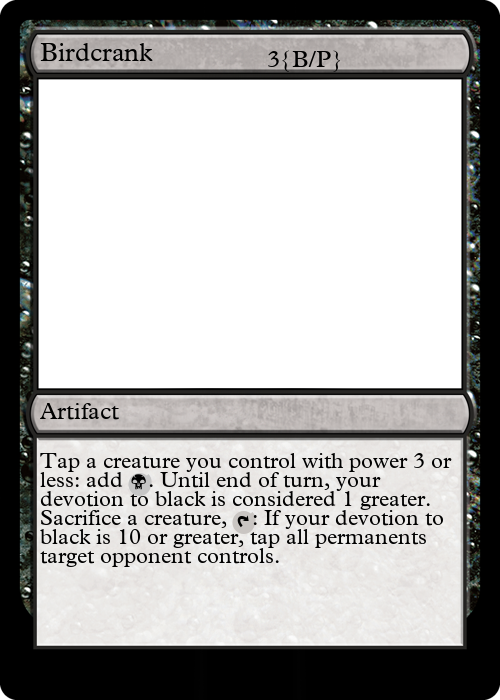 Birdcrank 3{B/P}
Artifact
Tap a creature you control with power 3 or
less: add . Until end of turn, your
devotion to black is considered 1 greater.
Sacrifice a creature, : If your devotion to
black is 10 or greater, tap all permanents
target opponent controls.